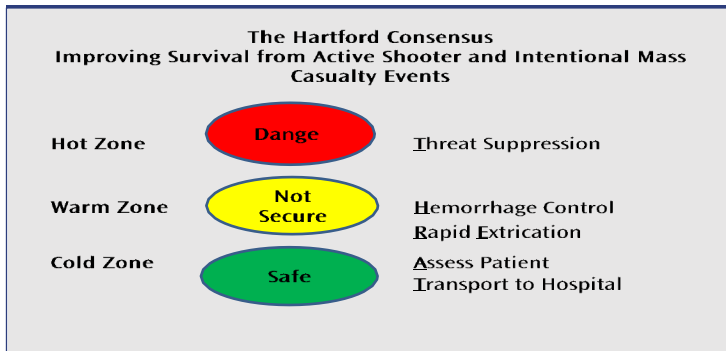 The Hartford Consensus
Improving Survival from Active Shooter and Intentional Mass
Casualty Events
Hot Zone
Dange
Threat Suppression
Warm Zone
Not
Secure
Hemorrhage Control
Rapid Extrication
Cold Zone
Safe
Assess Patient
Transport to Hospital